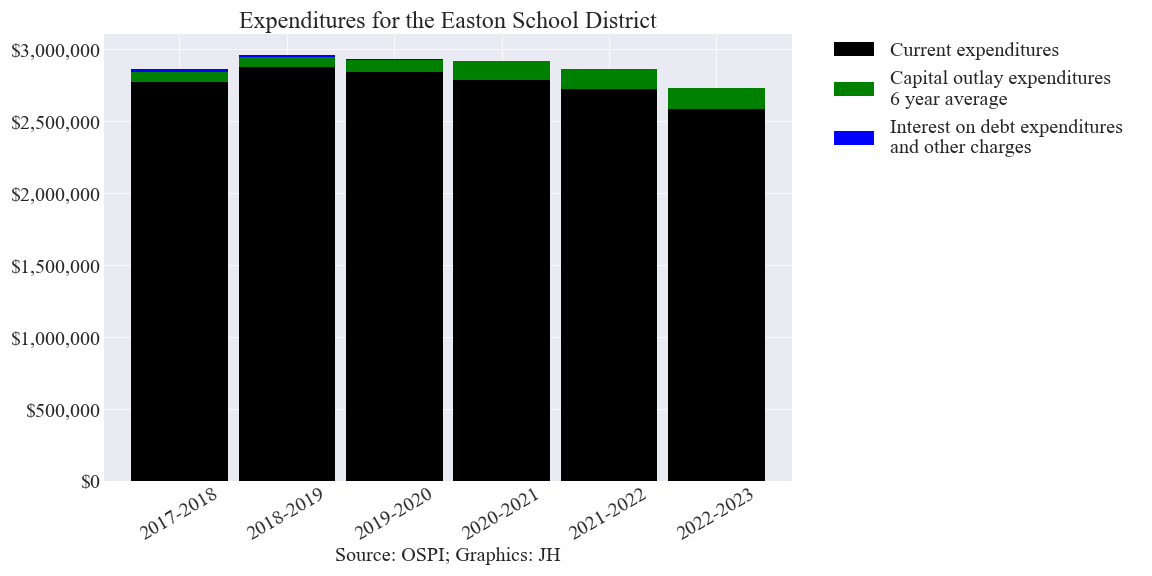 Expenditures for the Easton School District
$3,000,000
$2,500,000
$2,000,000
$1,500,000
$1,000,000
$500,000
$0
2017-2018
2018-2019
2019-2020
2020-2021
2021-2022
2022-2023
Source: OSPI; Graphics: JH
Current expenditures
Capital outlay expenditures
6 year average
Interest on debt expenditures
and other charges